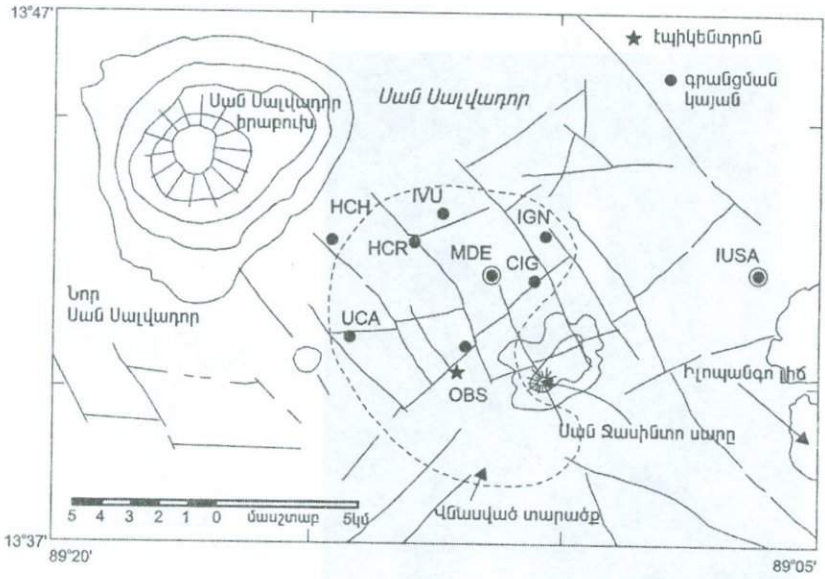 13°47'
★ էպիկենտրոն
● գրանցման
կայան
Սան Սալվադոր
հրաբուխ
Սան Սալվադոր
HCH
IVU
IGN
HCR
MDE
CIG
IUSA
Նոր
Սան Սալվադոր
UCA
OBS
Իլոպանգո լիճ
Սան Ջասինտո սարը
Վնասված տարածք
5 4 3 2 1 0 մասշտաբ 5կմ
13°37'
89°20'
89°05'